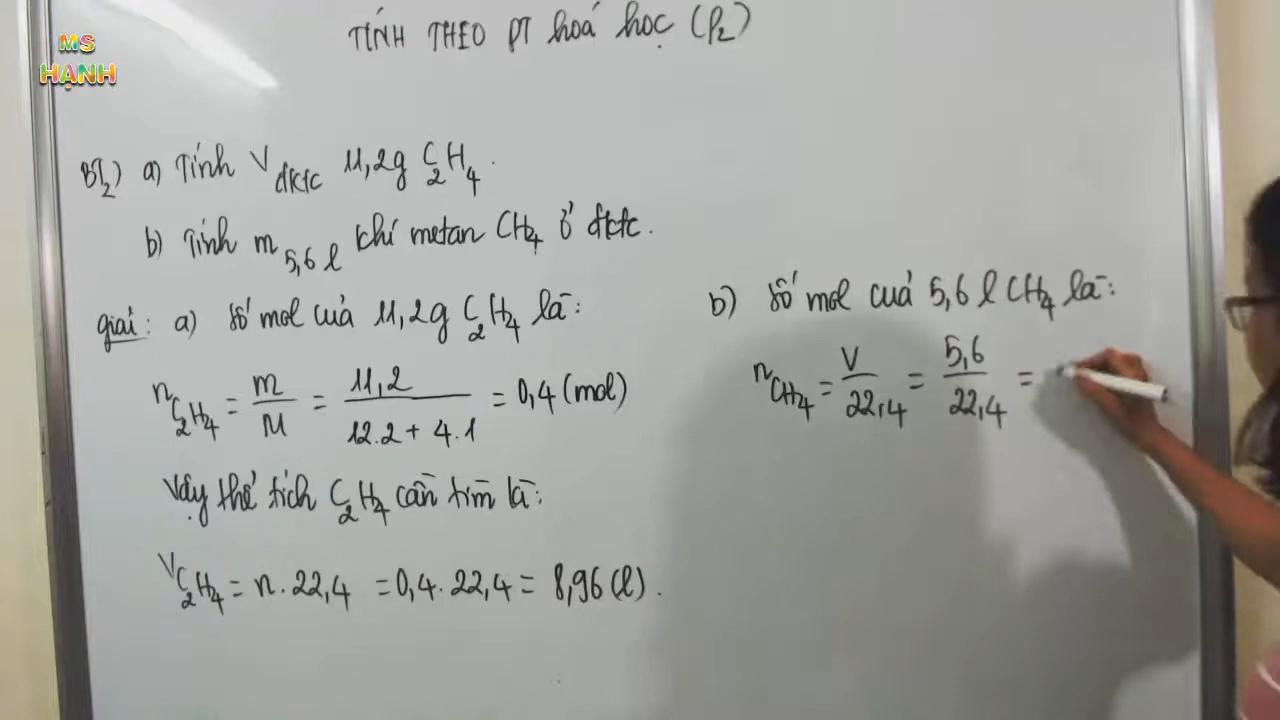 MS
HẠNH
TÍNH THEO PT hoá học (P₂)
BT₂) a) Tính V đktc 11,2g C₂H₄.
b) Tính m 5,6 l khí metan CH₄ ở đktc.
giải: a) số mol của 11,2g C₂H₄ là:
n C₂H₄ = m/M = 11,2/(12.2 + 4.1) = 0,4 (mol)
Vậy thể tích C₂H₄ cần tìm là:
V C₂H₄ = n. 22,4 = 0,4. 22,4 = 8,96 (l).
b) số mol của 5,6 l CH₄ là:
n CH₄ = V/22,4 = 5,6/22,4 =